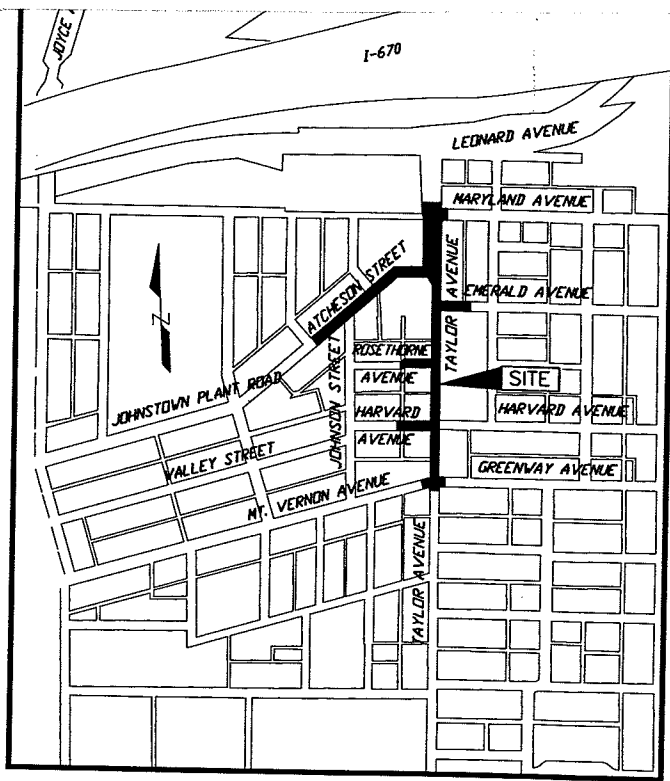 JOYCE
I-670
LEONARD AVENUE
MARYLAND AVENUE
ATCHESON STREET
TAYLOR AVENUE
EMERALD AVENUE
N
ROSETHORNE
AVENUE
SITE
JOHNSTOWN PLANT ROAD
JOHNSON STREET
HARVARD
AVENUE
HARVARD AVENUE
VALLEY STREET
GREENWAY AVENUE
MT. VERNON AVENUE
TAYLOR AVENUE